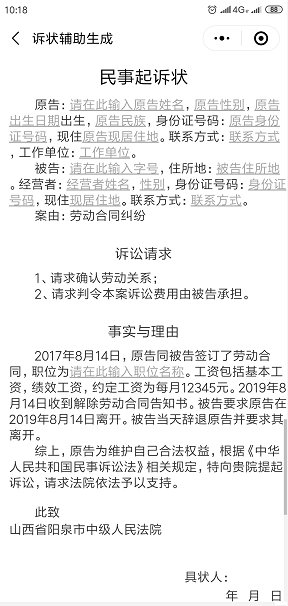 10:18
4G
88
诉状辅助生成
民事起诉状
原告：请在此输入原告姓名，原告性别，原告
出生日期出生，原告民族，身份证号码：原告身份
证号码，现住原告现居住地。联系方式：联系方式
，工作单位：工作单位。
被告：请在此输入字号，住所地：被告住所地
。经营者：经营者姓名，性别，身份证号码：身份证
号码，现住现居住地。联系方式：联系方式。
案由：劳动合同纠纷
诉讼请求
1、请求确认劳动关系；
2、请求判令本案诉讼费用由被告承担。
事实与理由
2017年8月14日，原告同被告签订了劳动合
同，职位为请在此输入职位名称。工资包括基本工
资，绩效工资，约定工资为每月12345元。2019年8
月14日收到解除劳动合同告知书。被告要求原告在
2019年8月14日离开。被告当天辞退原告并要求其
离开。
综上，原告为维护自己合法权益，根据《中华
人民共和国民事诉讼法》相关规定，特向贵院提起
诉讼，请求法院依法予以支持。
此致
山西省阳泉市中级人民法院
具状人：
年 月 日